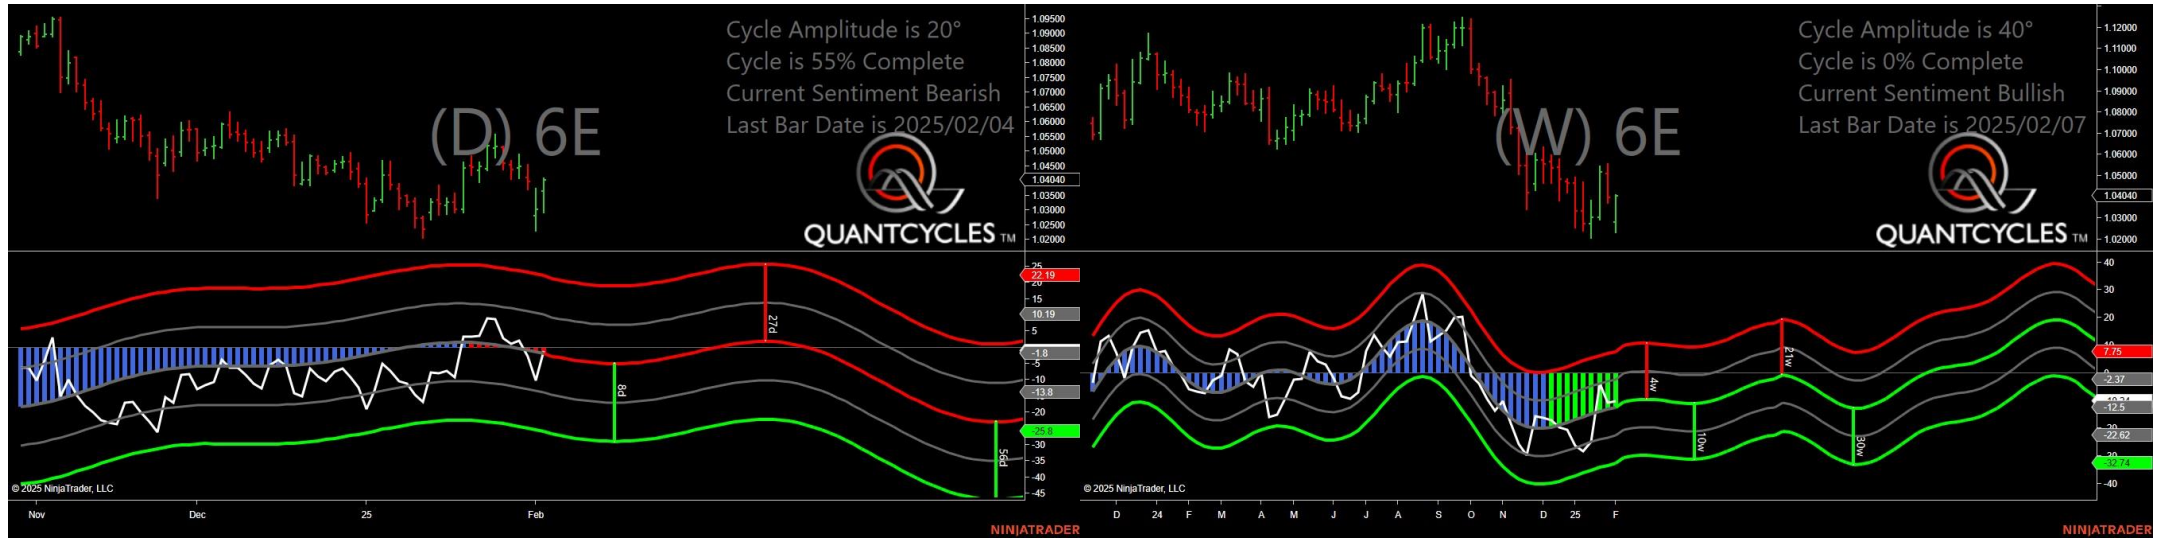 Cycle Amplitude is 20°
Cycle is 55% Complete
Current Sentiment Bearish
Last Bar Date is 2025/02/04
(D) 6E
QUANTCYCLES TM
1.09500
1.09000
1.08500
1.08000
1.07500
1.07000
1.06500
1.06000
1.05500
1.05000
1.04500
1.04040
1.03500
1.03000
1.02500
1.02000
25
22.19
20
15
10.19
5
-1.8
-5
-10
-13.8
-20
-25.8
-30
-35
-40
-45
27d
8d
56d
© 2025 NinjaTrader, LLC
Nov Dec 25 Feb
NINJATRADER
Cycle Amplitude is 40°
Cycle is 0% Complete
Current Sentiment Bullish
Last Bar Date is 2025/02/07
(W) 6E
QUANTCYCLES TM
1.12000
1.11000
1.10000
1.09000
1.08000
1.07000
1.06000
1.05000
1.04040
1.03000
1.02000
40
30
20
10
7.75
-2.37
-12.5
-22.62
-32.74
-40
4w
21w
10w
30w
© 2025 NinjaTrader, LLC
D 24 F M A M J J A S O N D 25 F
NINJATRADER